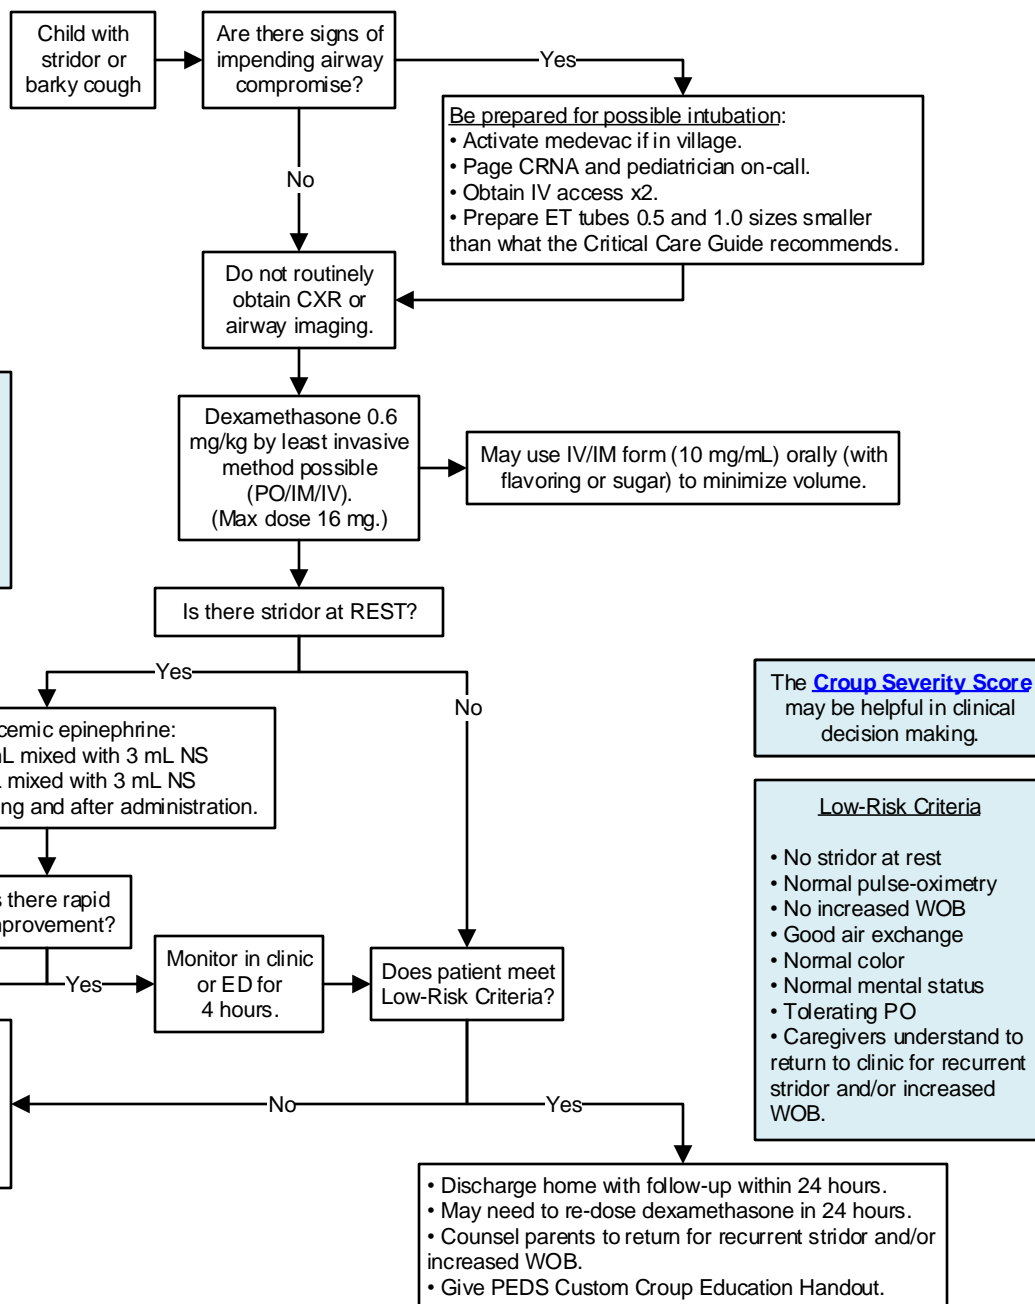 Child with
stridor or
barky cough
Are there signs of
impending airway
compromise?
Yes
Be prepared for possible intubation:
• Activate medevac if in village.
• Page CRNA and pediatrician on-call.
• Obtain IV access x2.
• Prepare ET tubes 0.5 and 1.0 sizes smaller
than what the Critical Care Guide recommends.
No
Do not routinely
obtain CXR or
airway imaging.
Dexamethasone 0.6
mg/kg by least invasive
method possible
(PO/IM/IV).
(Max dose 16 mg.)
May use IV/IM form (10 mg/mL) orally (with
flavoring or sugar) to minimize volume.
Is there stridor at REST?
Yes
No
The Croup Severity Score
may be helpful in clinical
decision making.
epinephrine:
mixed with 3 mL NS
mixed with 3 mL NS
and after administration.
there rapid
Yes
Monitor in clinic
or ED for
4 hours.
Does patient meet
Low-Risk Criteria?
Low-Risk Criteria
• No stridor at rest
• Normal pulse-oximetry
• No increased WOB
• Good air exchange
• Normal color
• Normal mental status
• Tolerating PO
• Caregivers understand to
return to clinic for recurrent
stridor and/or increased
WOB.
No
Yes
• Discharge home with follow-up within 24 hours.
• May need to re-dose dexamethasone in 24 hours.
• Counsel parents to return for recurrent stridor and/or
increased WOB.
• Give PEDS Custom Croup Education Handout.